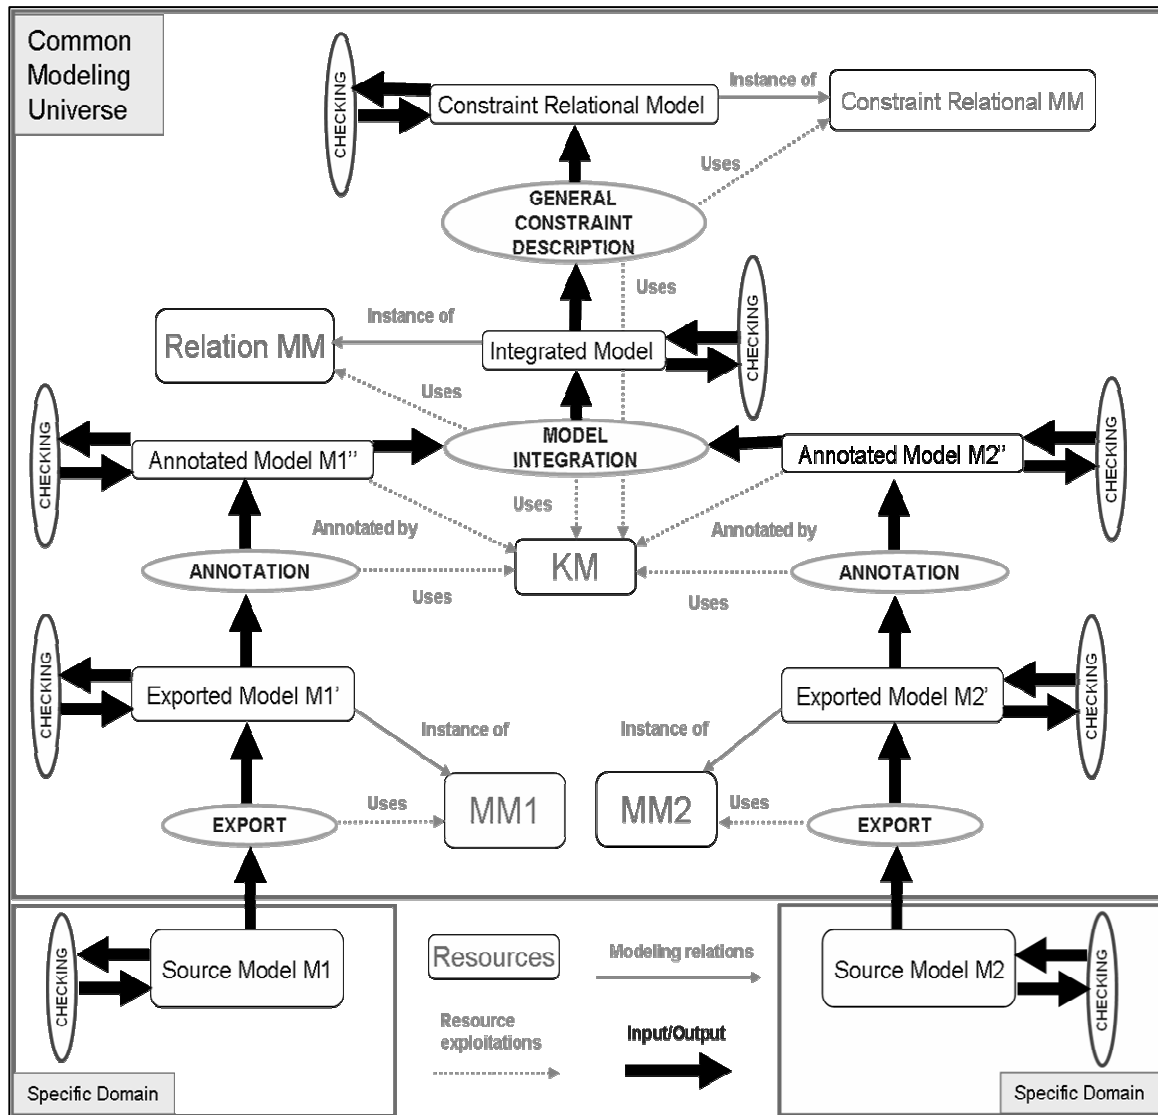 Common
Modeling
Universe
CHECKING
Constraint Relational Model
Instance of
Constraint Relational MM
Uses
GENERAL
CONSTRAINT
DESCRIPTION
Uses
Relation MM
Instance of
Integrated Model
CHECKING
Uses
CHECKING
Annotated Model M1''
MODEL
INTEGRATION
Annotated Model M2''
CHECKING
Uses
Annotated by
Annotated by
KM
ANNOTATION
Uses
Uses
ANNOTATION
CHECKING
Exported Model M1'
Exported Model M2'
CHECKING
Instance of
Instance of
MM1
MM2
EXPORT
Uses
Uses
EXPORT
CHECKING
Source Model M1
Resources
Modeling relations
Source Model M2
CHECKING
Resource
exploitations
Input/Output
Specific Domain
Specific Domain